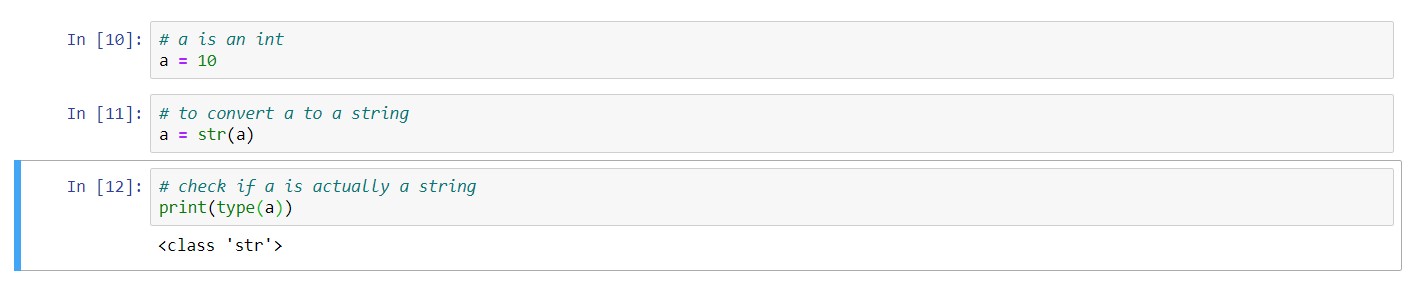 In [10]: # a is an int
a = 10
In [11]: # to convert a to a string
a = str(a)
In [12]: # check if a is actually a string
print(type(a))
<class 'str'>